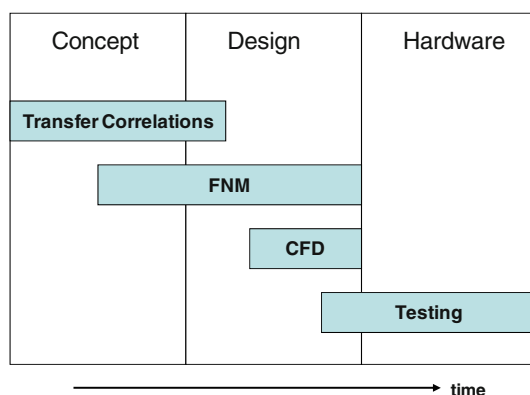 Concept Design Hardware
Transfer Correlations
FNM
CFD
Testing
time